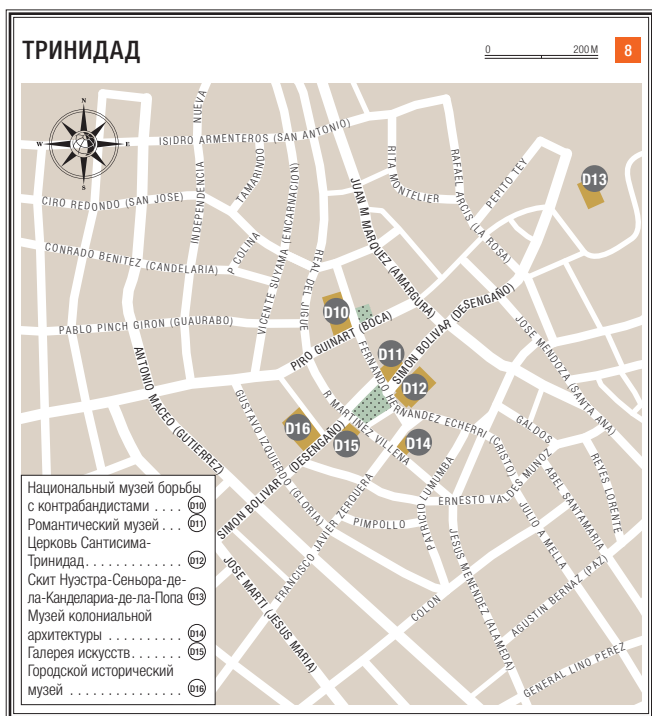 ТРИНИДАД
0 200 М
8
N
W E
S
ISIDRO ARMENTEROS (SAN ANTONIO)
NUEVA
INDEPENDENCIA
TAMARINDO
CIRO REDONDO (SAN JOSE)
CONRADO BENITEZ (CANDELARIA)
P COLINA
VICENTE SUYAMA (ENCARNACION)
REAL DEL JIGUE
JUAN M MARQUEZ (AMARGURA)
RITA MONTELIER
RAFAEL ARCIS (LA ROSA)
PEPITO TEY
D13
PABLO PINCH GIRON (GUAURABO)
D10
PIRO GUINART (BOCA)
SIMON BOLIVAR (DESENGAÑO)
D11
D12
FERNANDO HERNANDEZ ECHERRI (CRISTO)
JOSE MENDOZA (SANTA ANA)
ANTONIO MACEO (GUTIERREZ)
GUSTAVO IZQUIERDO (GLORIA)
R MARTINEZ VILLENA
D16
D15
D14
SIMON BOLIVAR (DESENGAÑO)
GALDOS
ERNESTO VALDES MUÑOZ
ABEL SANTAMARIA
REYES LORENTE
PATRICIO LUMUMBA
PIMPOLLO
FRANCISCO JAVIER ZERQUERA
JULIO A MELLA
JOSE MARTI (JESUS MARIA)
JESUS MENENDEZ (ALAMEDA)
COLON
AGUSTIN BERNAZ (PAZ)
GENERAL LINO PEREZ
Национальный музей борьбы
с контрабандистами . . . . D10
Романтический музей . . . D11
Церковь Сантисима-
Тринидад. . . . . . . . . . . . . D12
Скит Нуэстра-Сеньора-де-
ла-Канделариа-де-ла-Попа D13
Музей колониальной
архитектуры . . . . . . . . . . D14
Галерея искусств. . . . . . . D15
Городской исторический
музей . . . . . . . . . . . . . . . D16